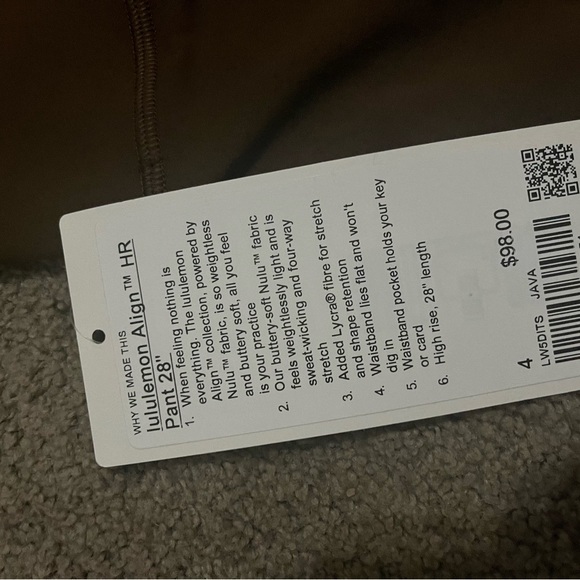 WHY WE MADE THIS
lululemon Align™ HR
Pant 28"
1. When feeling nothing is
everything. The lululemon
Align™ collection, powered by
Nulu™ fabric, is so weightless
and buttery soft, all you feel
is your practice
2. Our buttery-soft Nulu™ fabric
feels weightlessly light and is
sweat-wicking and four-way
stretch
3. Added Lycra® fibre for stretch
and shape retention
4. Waistband lies flat and won't
dig in
5. Waistband pocket holds your key
or card
6. High rise, 28" length
4 $98.00
LW5DITS JAVA